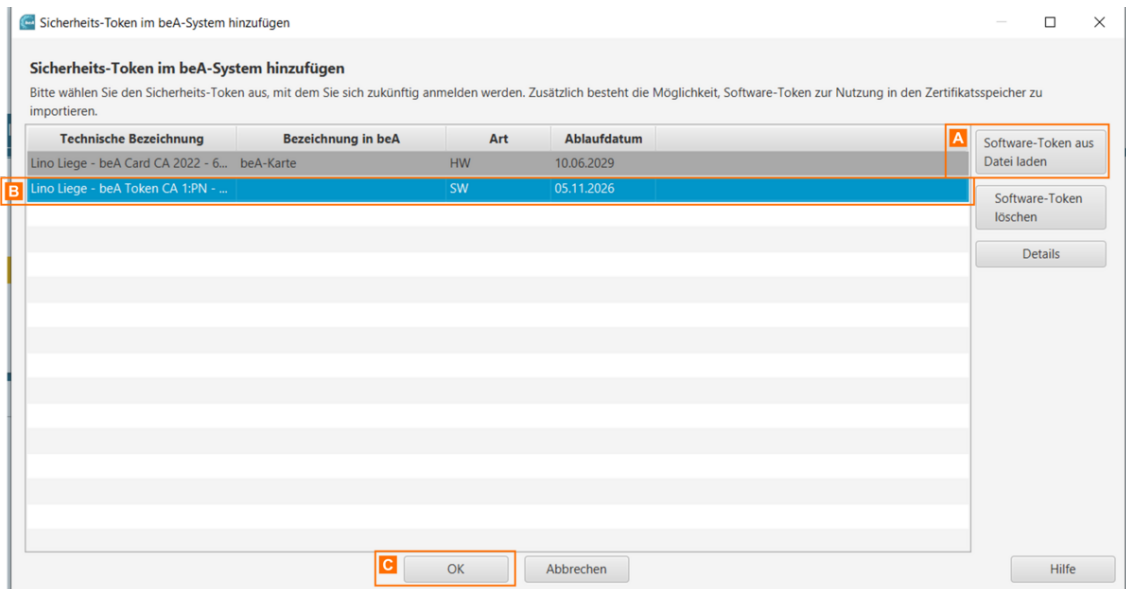 Sicherheits-Token im beA-System hinzufügen
Sicherheits-Token im beA-System hinzufügen
Bitte wählen Sie den Sicherheits-Token aus, mit dem Sie sich zukünftig anmelden werden. Zusätzlich besteht die Möglichkeit, Software-Token zur Nutzung in den Zertifikatsspeicher zu
importieren.
Technische Bezeichnung Bezeichnung in beA Art Ablaufdatum
A
Software-Token aus
Datei laden
Lino Liege - beA Card CA 2022 - 6... beA-Karte HW 10.06.2029
B
Lino Liege - beA Token CA 1:PN - ... SW 05.11.2026
Software-Token
löschen
Details
C
OK Abbrechen Hilfe